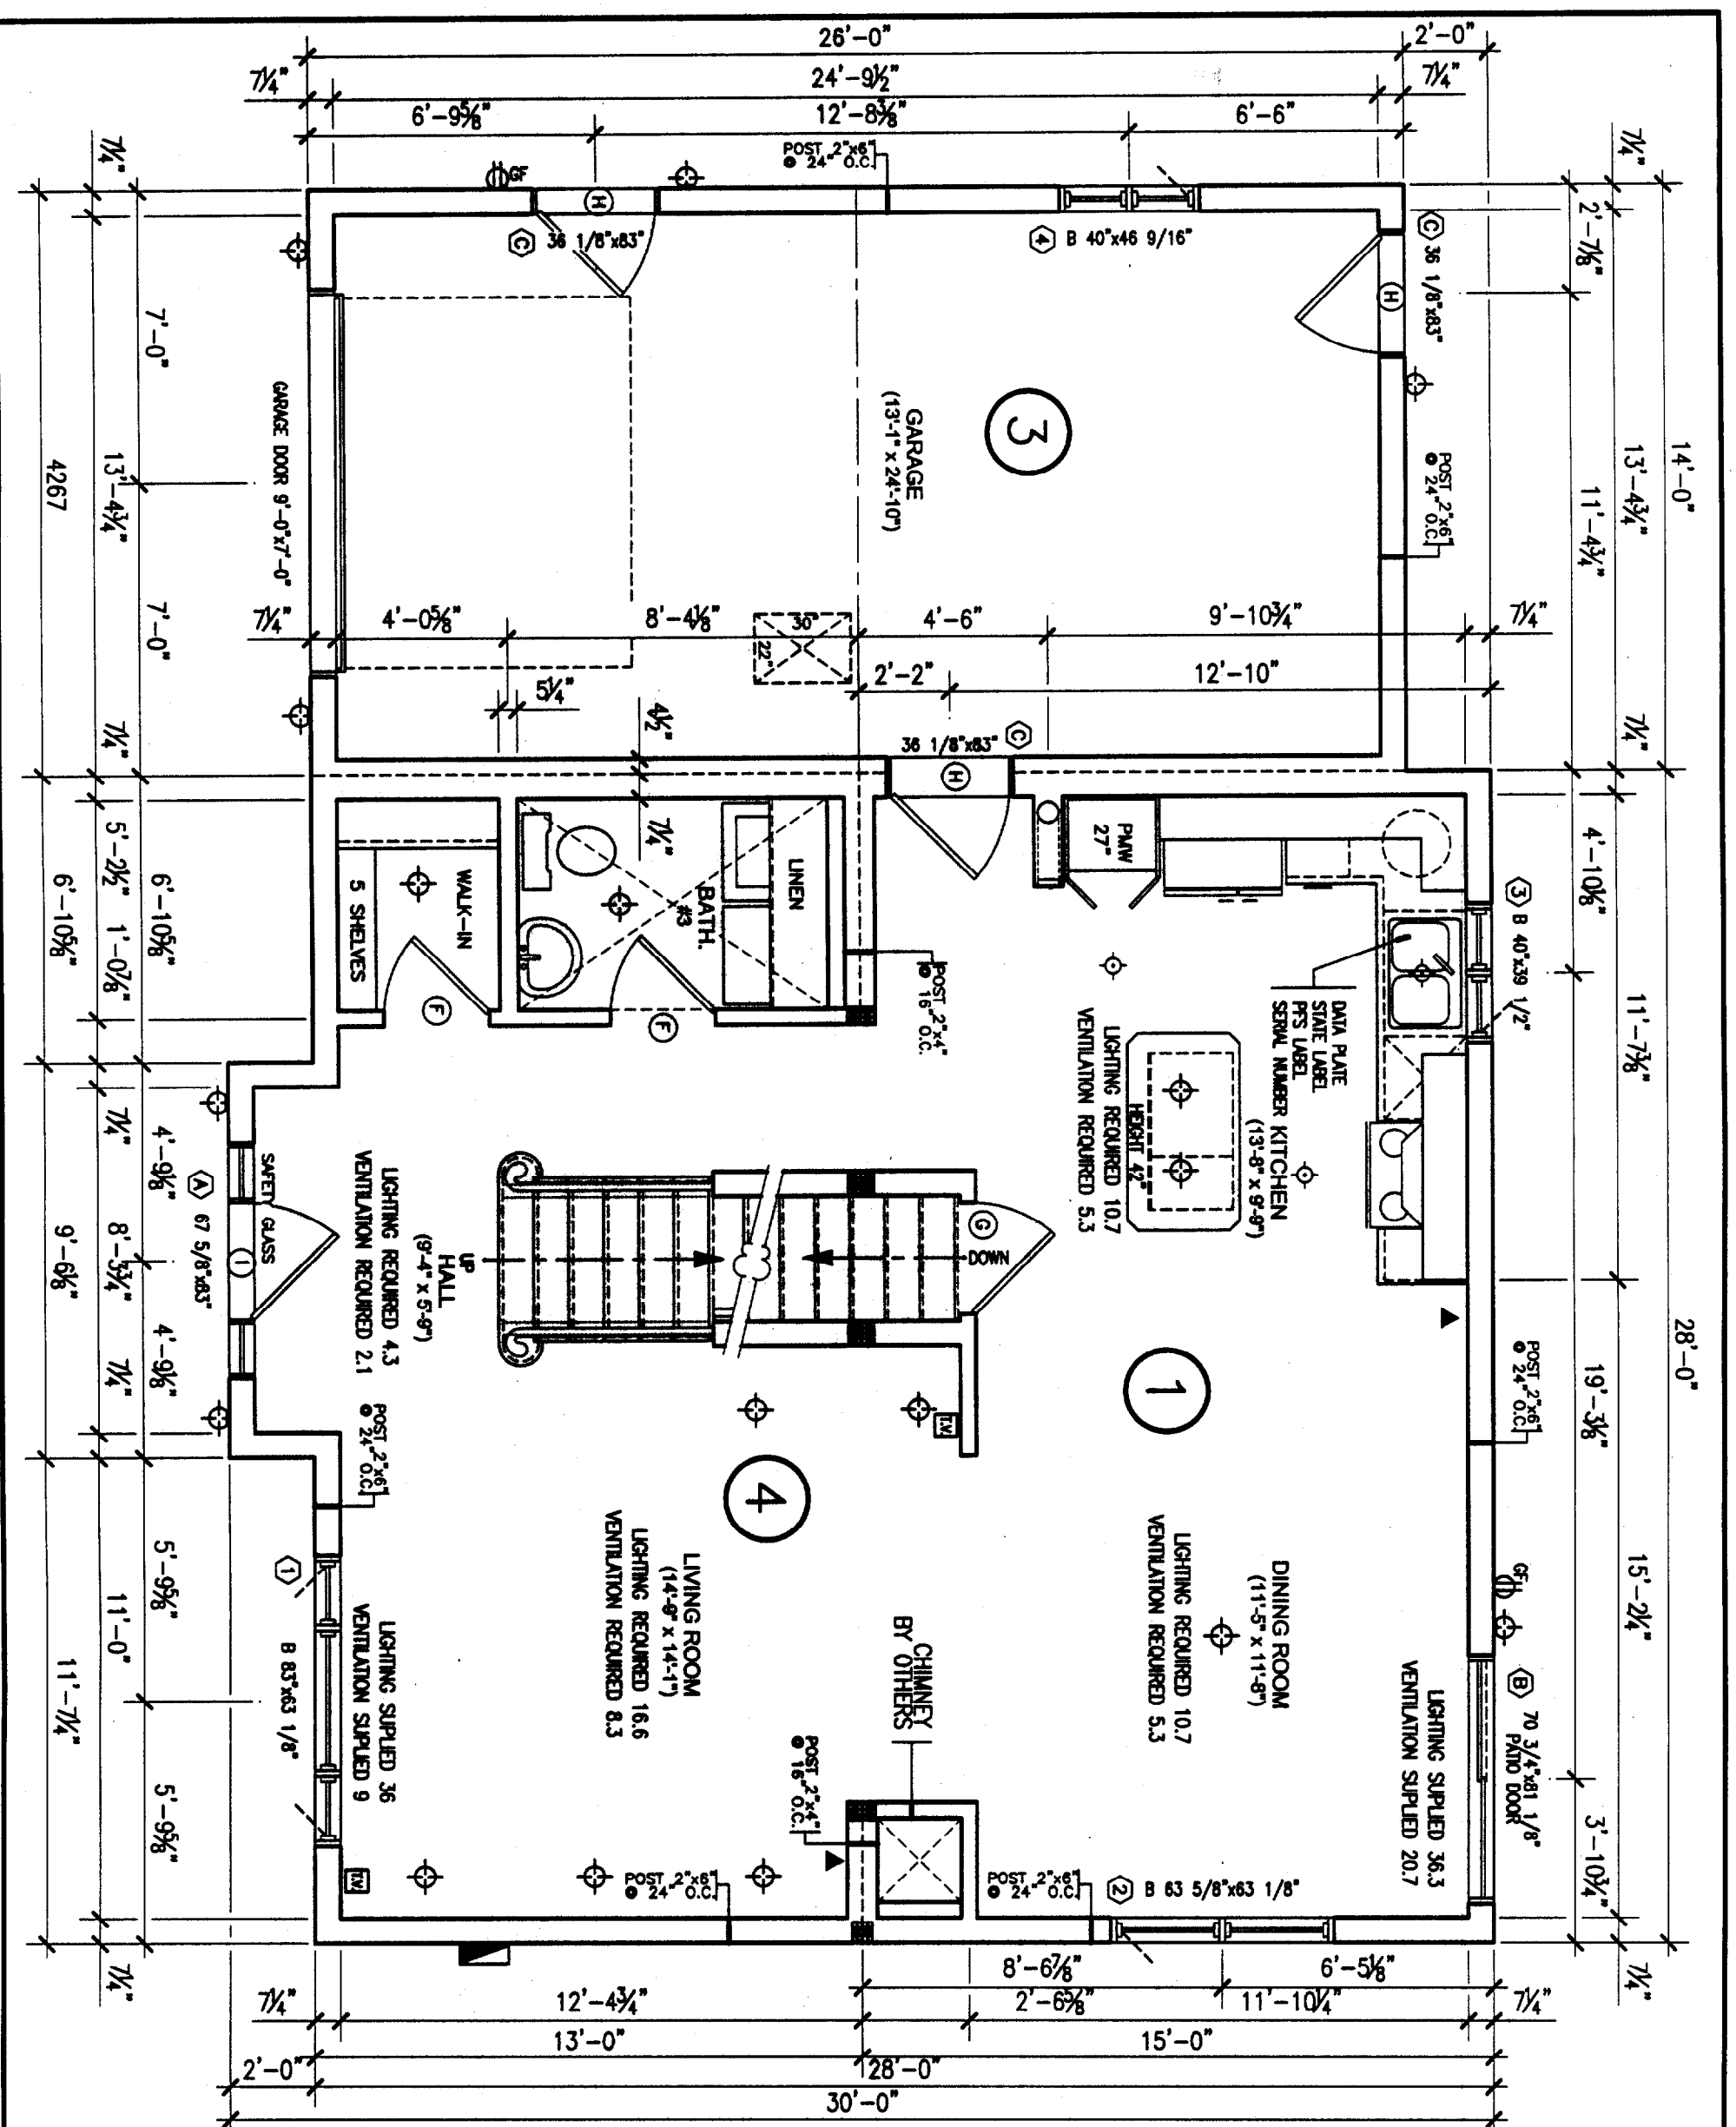 26'-0"
2'-0"
24'-9½"
7¼"
7¼"
6'-9⅝"
12'-8⅜"
6'-6"
7¼"
14'-0"
7¼"
13'-4¾"
2'-7⅛"
11'-4¾"
7¼"
28'-0"
11'-7⅜"
15'-2¼"
7¼"
4'-10⅛"
19'-3⅛"
3'-10¾"
POST 2"x6"
@ 24" O.C.
GF
H
C 36 1/8"x83"
4 B 40"x46 9/16"
C 36 1/8"x83"
H
POST 2"x6"
@ 24" O.C.
3
GARAGE
(13'-1" x 24'-10")
GARAGE DOOR 9'-0"x7'-0"
7¼"
4'-0⅝"
8'-4⅛"
4'-6"
9'-10¾"
7¼"
30"
22"
2'-2"
12'-10"
5¼"
4½"
7¼"
36 1/8"x83" C
H
PMW
27"
3 B 40"x39 1/2"
DATA PLATE
STATE LABEL
PFS LABEL
SERIAL NUMBER
KITCHEN
(13'-8" x 9'-9")
LIGHTING REQUIRED 10.7
VENTILATION REQUIRED 5.3
HEIGHT 42"
POST 2"x4"
@ 16" O.C.
LINEN
BATH.
#3
WALK-IN
5 SHELVES
F
F
G
DOWN
UP
HALL
(9'-4" x 5'-9")
LIGHTING REQUIRED 4.3
VENTILATION REQUIRED 2.1
SAFETY GLASS
A 67 5/8"x83"
I
1
POST 2"x6"
@ 24" O.C.
T.V.
4
POST 2"x6"
@ 24" O.C.
GFI
B 70 3/4"x81 1/8"
PATIO DOOR
LIGHTING SUPLIED 36.3
VENTILATION SUPLIED 20.7
DINING ROOM
(11'-5" x 11'-8")
LIGHTING REQUIRED 10.7
VENTILATION REQUIRED 5.3
CHIMNEY
BY OTHERS
LIVING ROOM
(14'-9" x 14'-1")
LIGHTING REQUIRED 16.6
VENTILATION REQUIRED 8.3
LIGHTING SUPLIED 36
VENTILATION SUPLIED 9
1
B 83"x63 1/8"
POST 2"x4"
@ 16" O.C.
T.V.
POST 2"x6"
@ 24" O.C.
POST 2"x6"
@ 24" O.C.
2 B 63 5/8"x63 1/8"
7¼"
7'-0"
7'-0"
13'-4¾"
7¼"
4267
6'-10⅝"
5'-2½"
1'-0⅞"
6'-10⅝"
4'-9⅛"
4'-9⅛"
7¼"
8'-3¾"
7¼"
9'-6⅛"
5'-9⅝"
5'-9⅝"
11'-0"
7¼"
11'-7¼"
8'-6⅞"
6'-5⅛"
7¼"
12'-4¾"
2'-6⅝"
11'-10¼"
7¼"
13'-0"
15'-0"
2'-0"
28'-0"
30'-0"